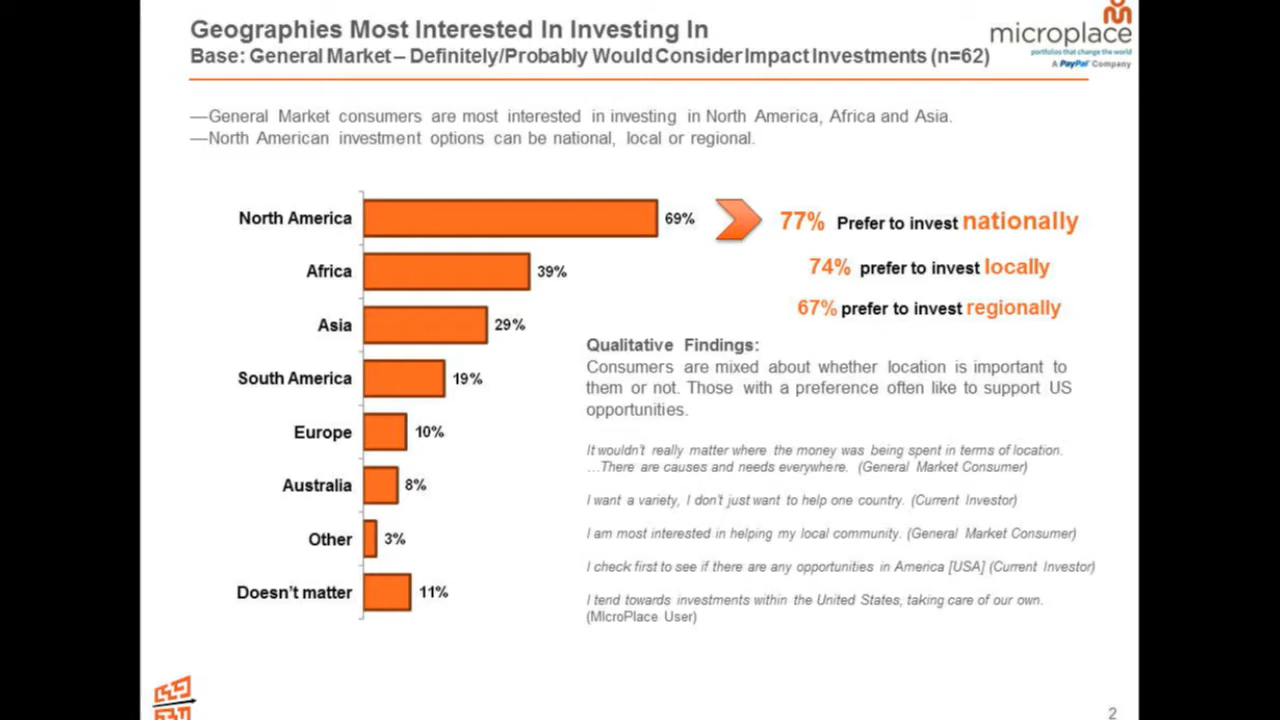 Geographies Most Interested In Investing In
Base: General Market – Definitely/Probably Would Consider Impact Investments (n=62)
microplace
portfolios that change the world
A PayPal Company
—General Market consumers are most interested in investing in North America, Africa and Asia.
—North American investment options can be national, local or regional.
North America 69%
Africa 39%
Asia 29%
South America 19%
Europe 10%
Australia 8%
Other 3%
Doesn't matter 11%
77% Prefer to invest nationally
74% prefer to invest locally
67% prefer to invest regionally
Qualitative Findings:
Consumers are mixed about whether location is important to
them or not. Those with a preference often like to support US
opportunities.
It wouldn't really matter where the money was being spent in terms of location.
…There are causes and needs everywhere. (General Market Consumer)
I want a variety, I don't just want to help one country. (Current Investor)
I am most interested in helping my local community. (General Market Consumer)
I check first to see if there are any opportunities in America [USA] (Current Investor)
I tend towards investments within the United States, taking care of our own.
(MicroPlace User)
2